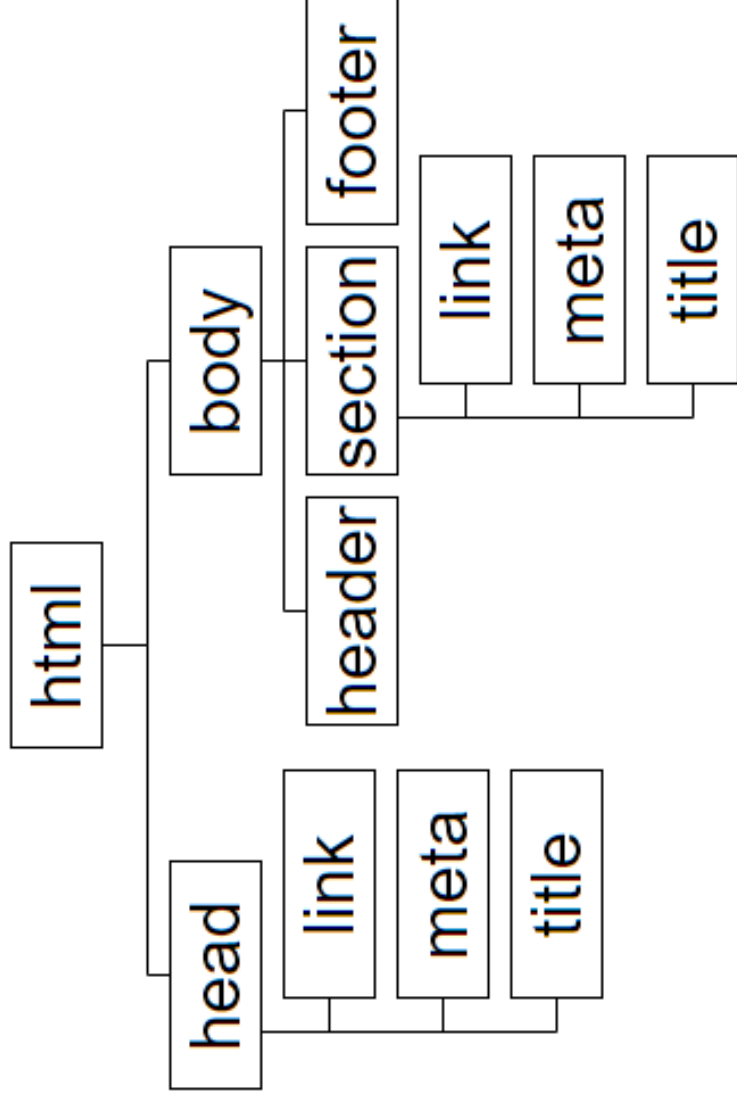 html
head
body
link
meta
title
header
section
footer
link
meta
title